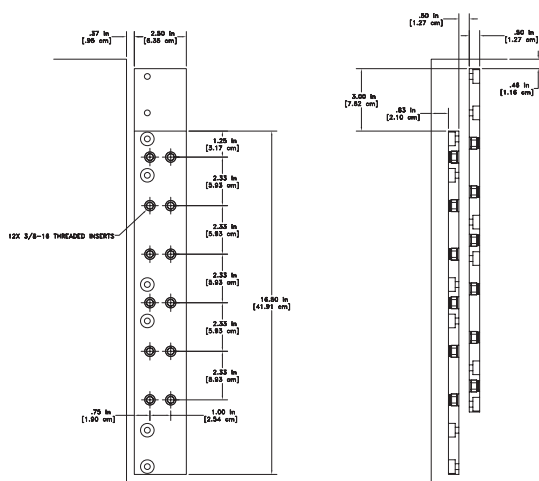 .37 in
[.95 cm]
2.50 in
[6.35 cm]
.50 in
[1.27 cm]
.50 in
[1.27 cm]
3.00 in
[7.62 cm]
.83 in
[2.10 cm]
.46 in
[1.16 cm]
1.25 in
[3.17 cm]
2.33 in
[5.93 cm]
12X 3/8-16 THREADED INSERTS
2.33 in
[5.93 cm]
2.33 in
[5.93 cm]
16.50 in
[41.91 cm]
2.33 in
[5.93 cm]
2.33 in
[5.93 cm]
.75 in
[1.90 cm]
1.00 in
[2.54 cm]